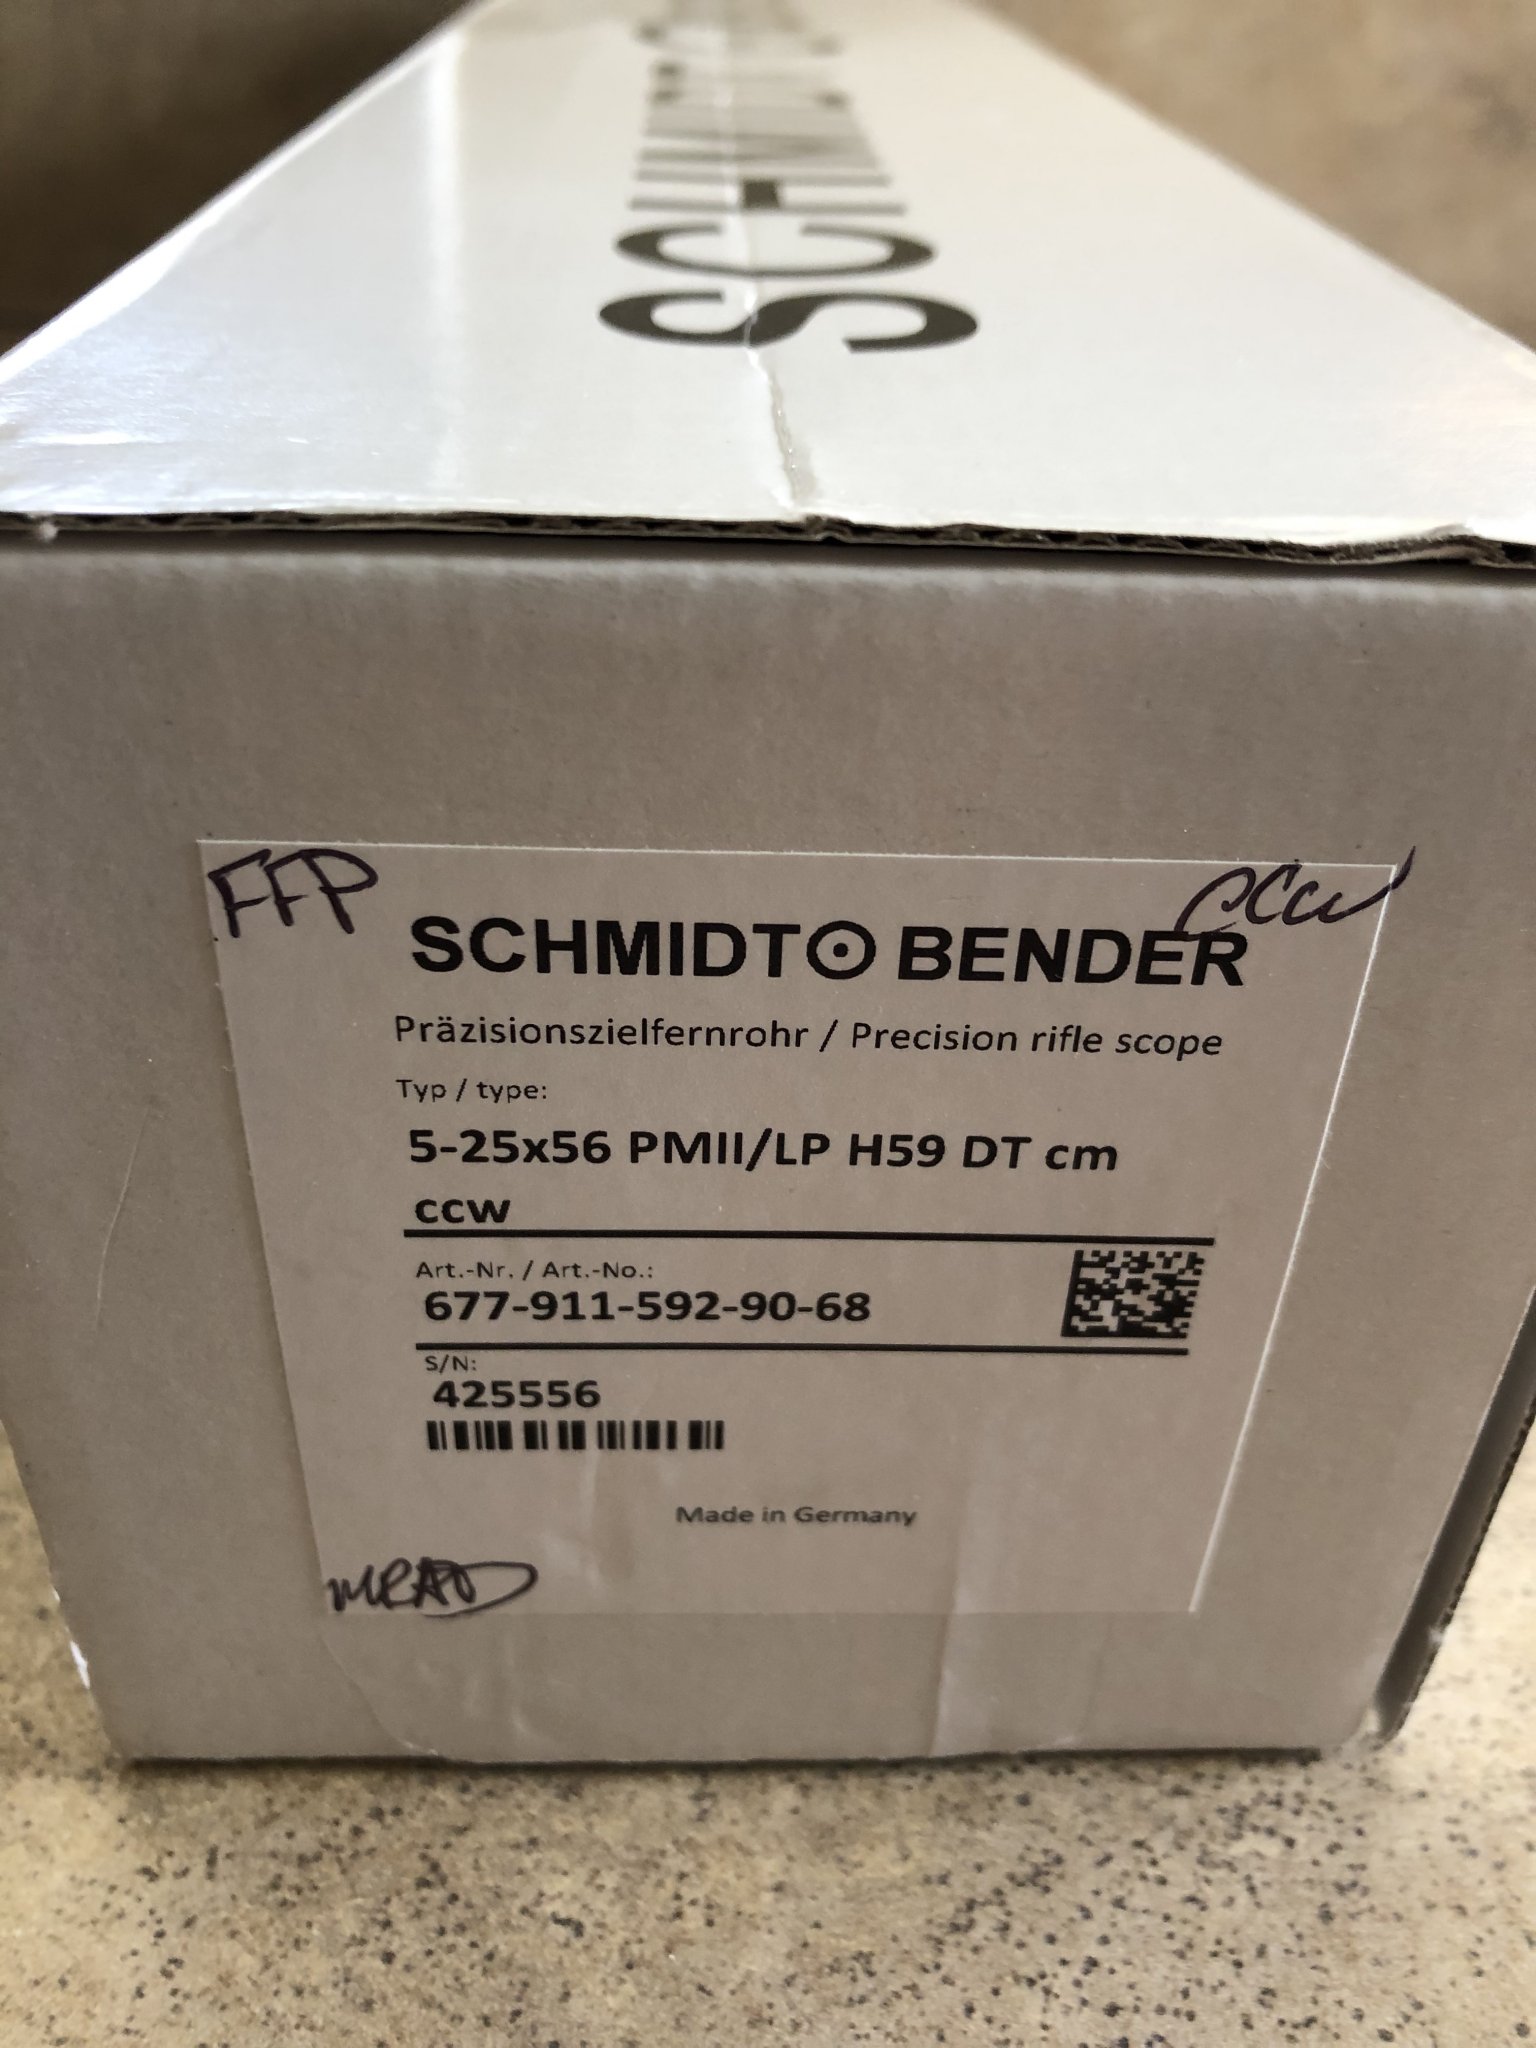 SCHMID
FFP
CCW
SCHMIDT BENDER
Präzisionszielfernrohr / Precision rifle scope
Typ / type:
5-25x56 PMII/LP H59 DT cm
ccw
Art.-Nr. / Art.-No.:
677-911-592-90-68
S/N:
425556
Made in Germany
MRAD